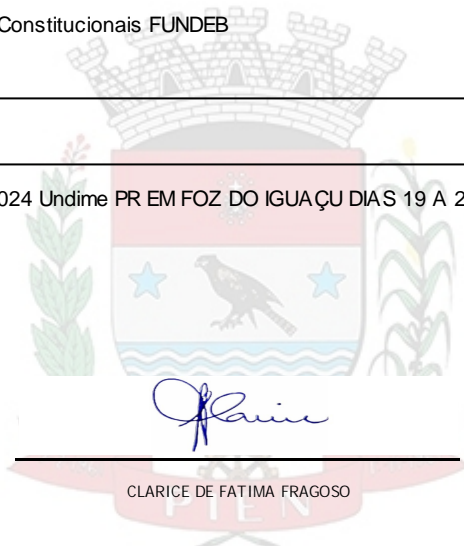 Constitucionais FUNDEB
024 Undime PR EM FOZ DO IGUAÇU DIAS 19 A 2
CLARICE DE FATIMA FRAGOSO
PIEN